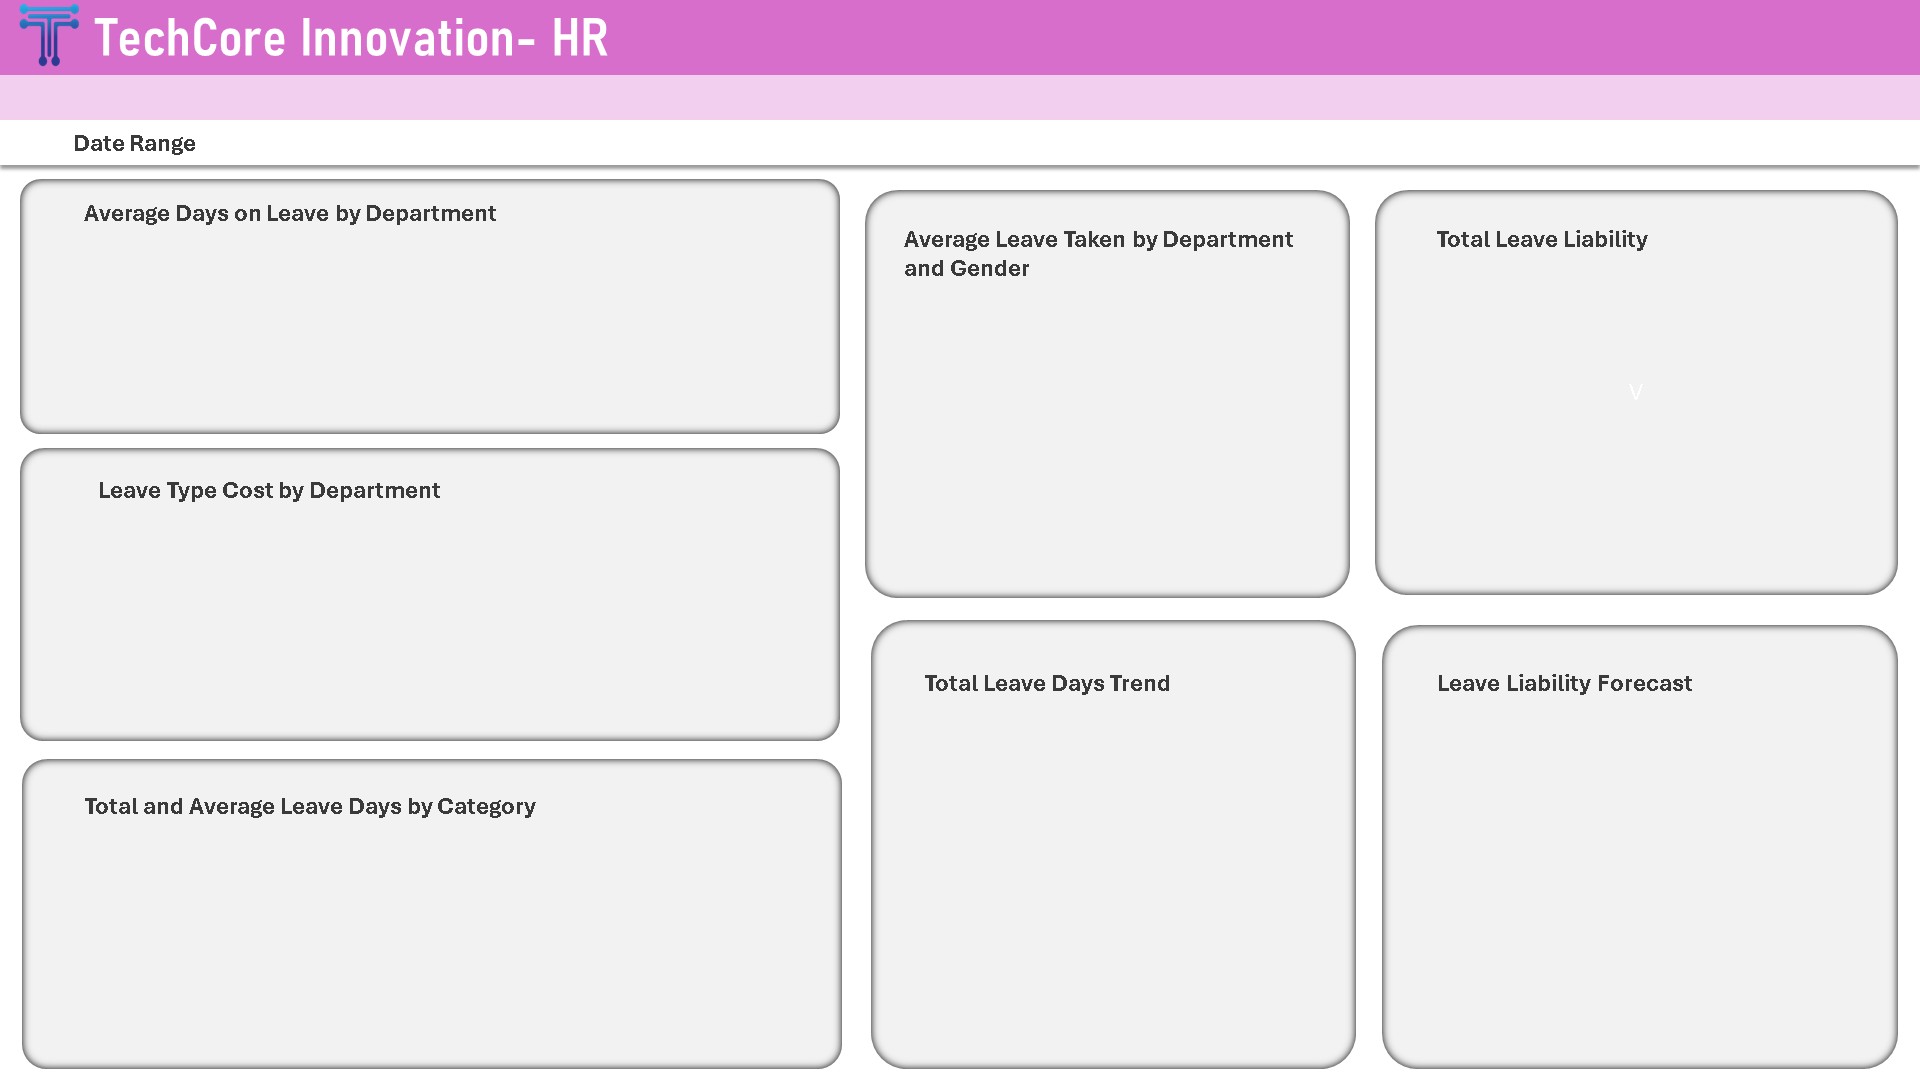 TechCore Innovation- HR
Date Range
Average Days on Leave by Department
Average Leave Taken by Department
and Gender
Total Leave Liability
V
Leave Type Cost by Department
Total Leave Days Trend
Leave Liability Forecast
Total and Average Leave Days by Category